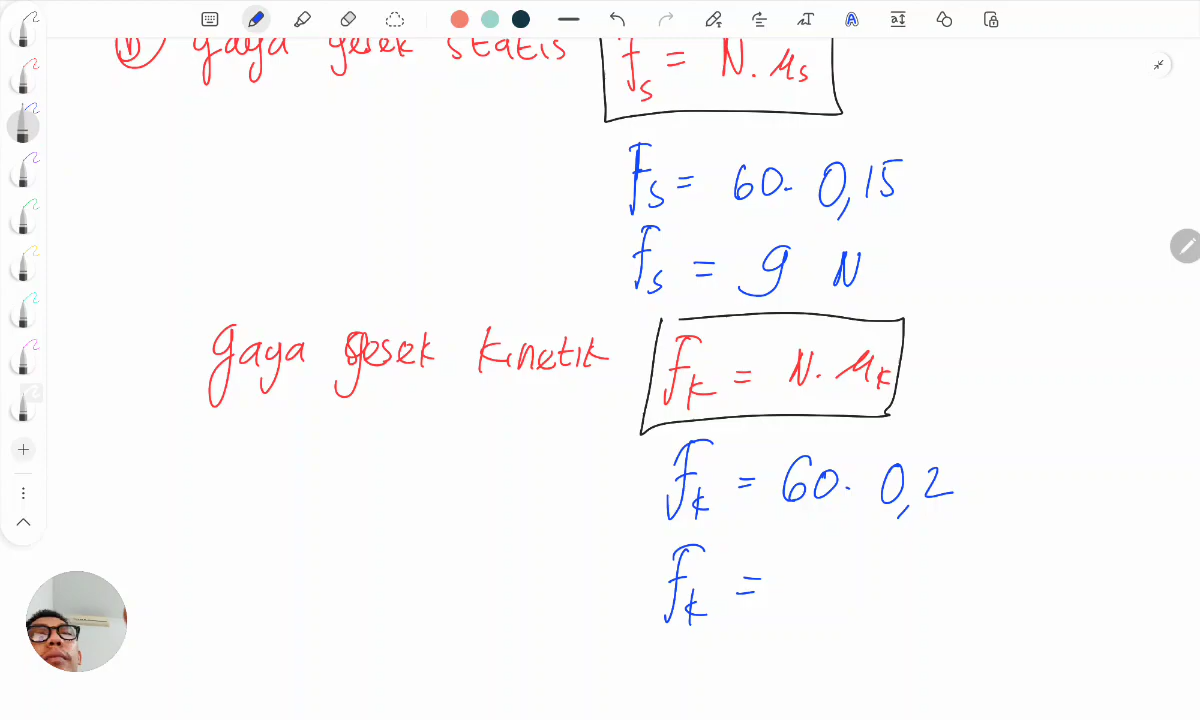 ① gaya gesek statis fs = N. μs
Fs = 60. 0,15
fs = 9 N
gaya gesek kinetik fk = N. μk
fk = 60. 0,2
fk =